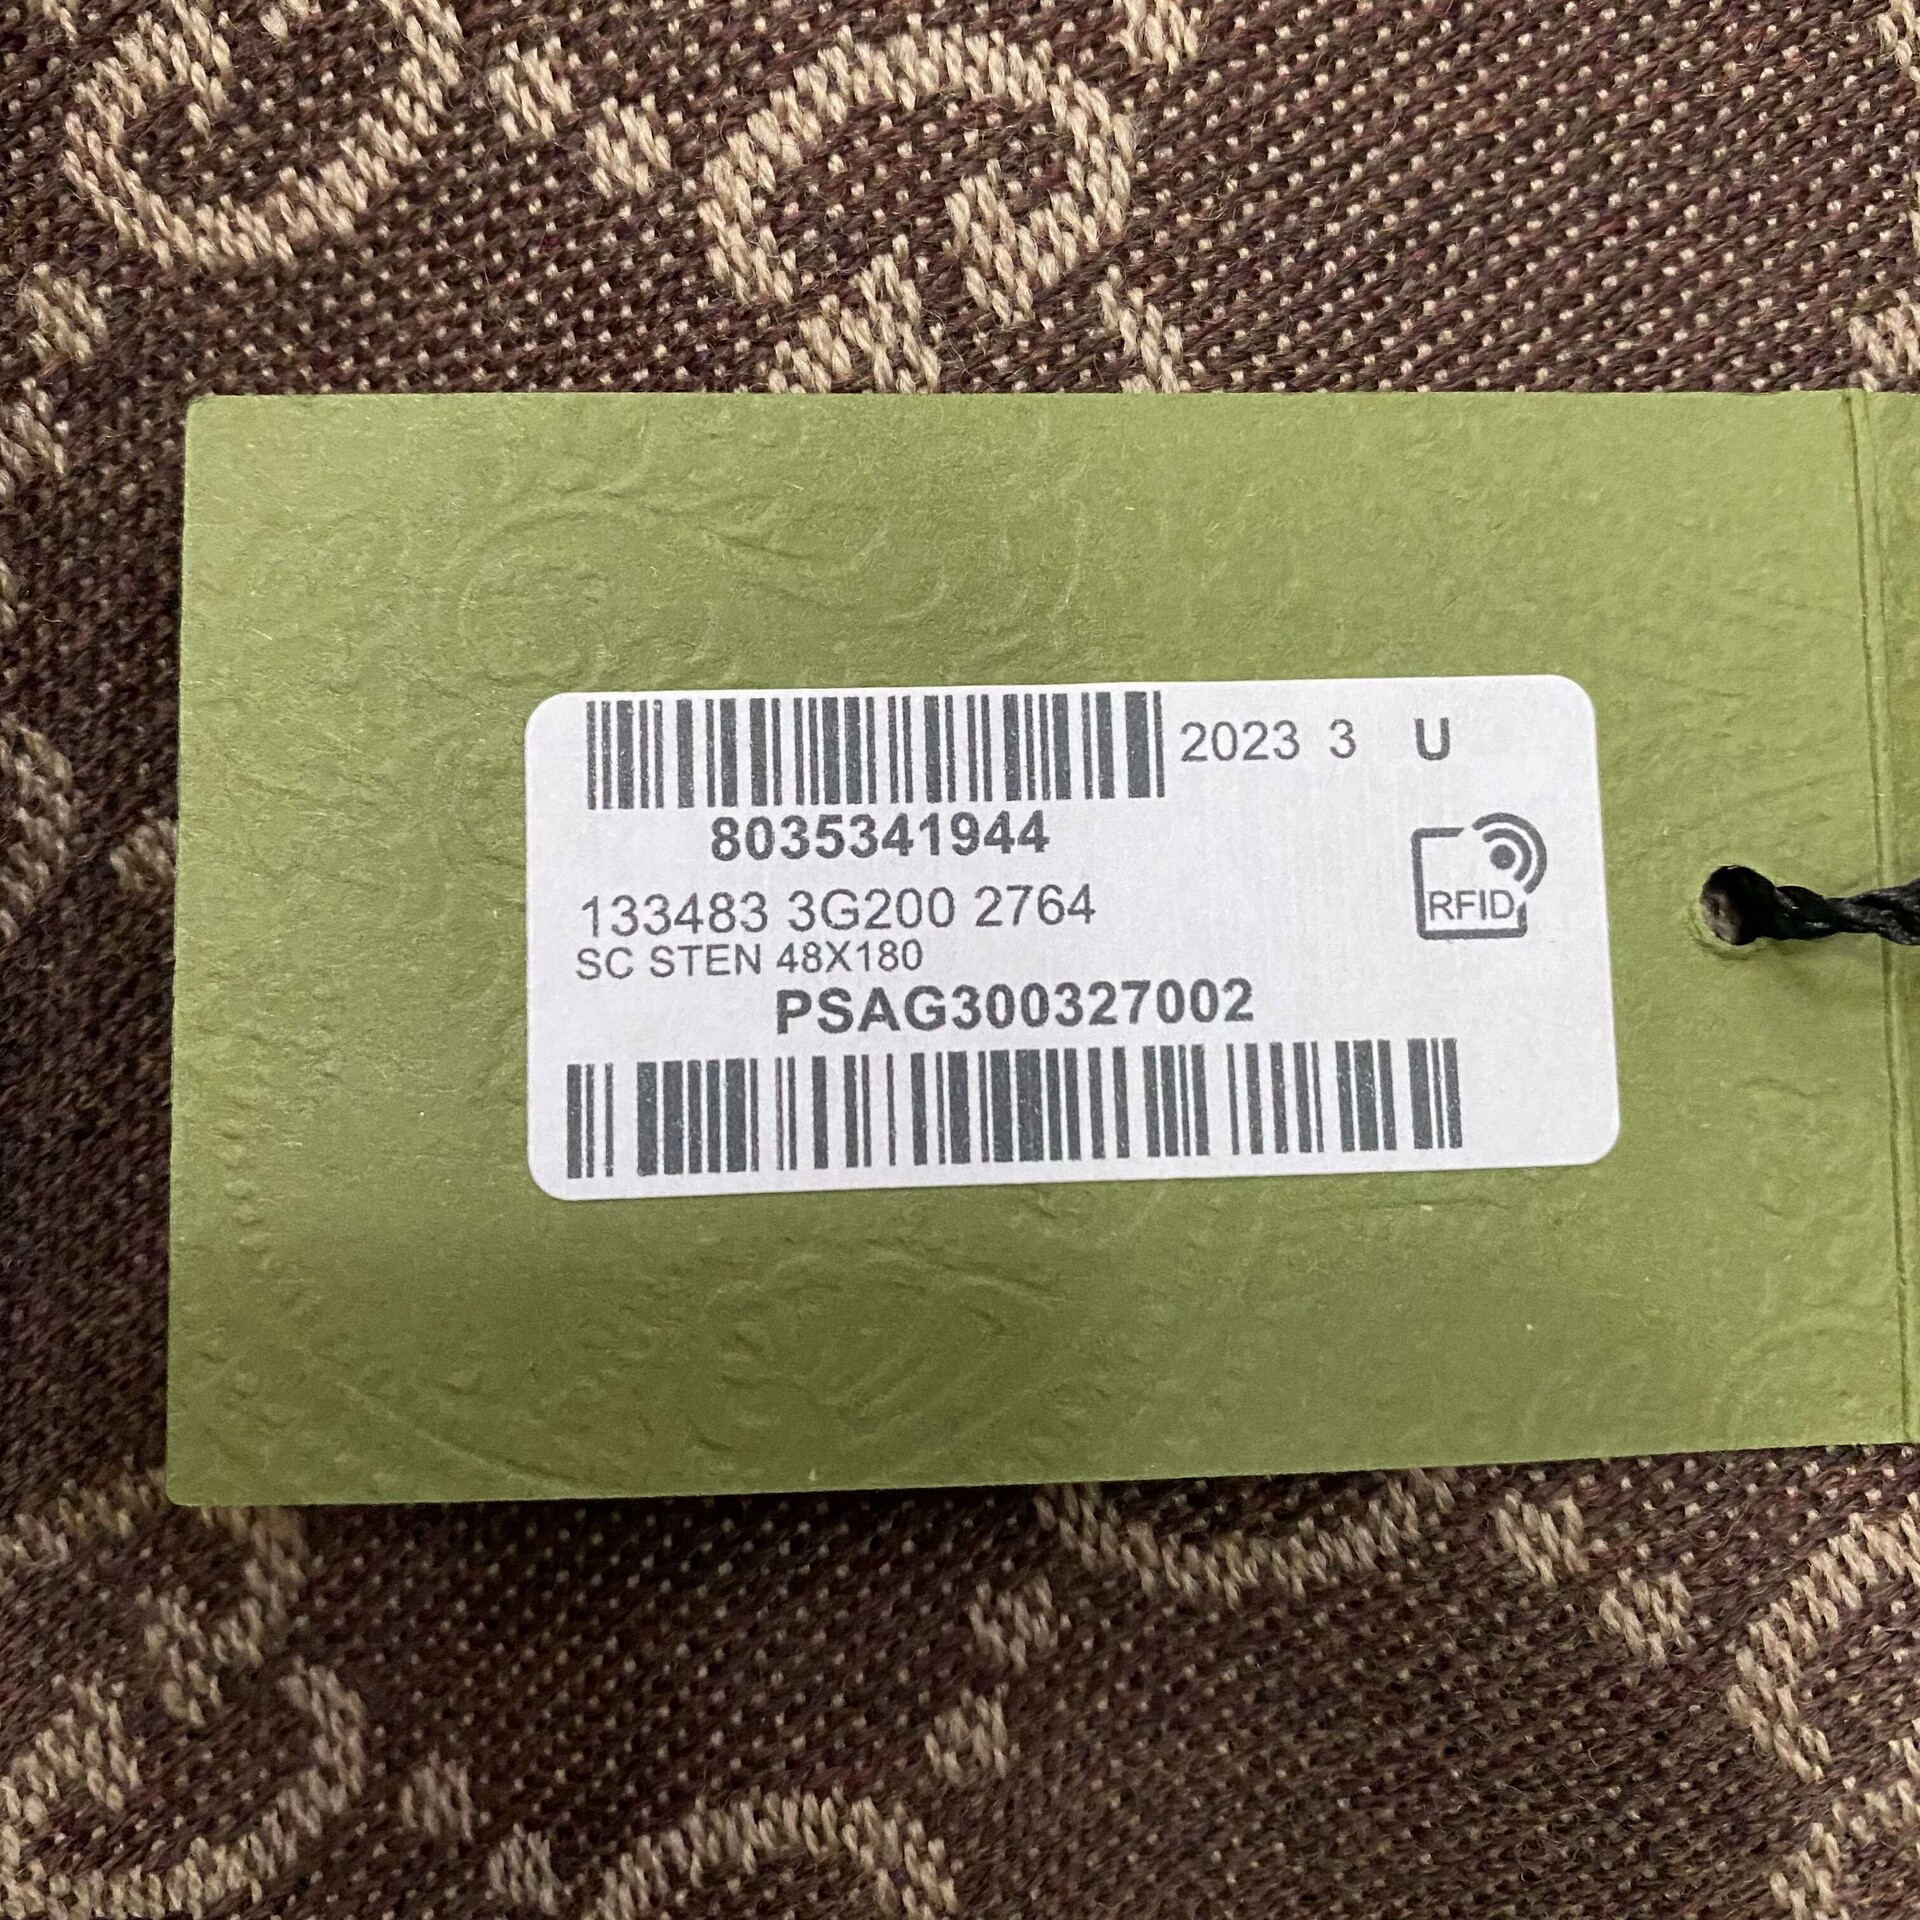 2023 3 U
8035341944
133483 3G200 2764
RFID
SC STEN 48X180
PSAG300327002